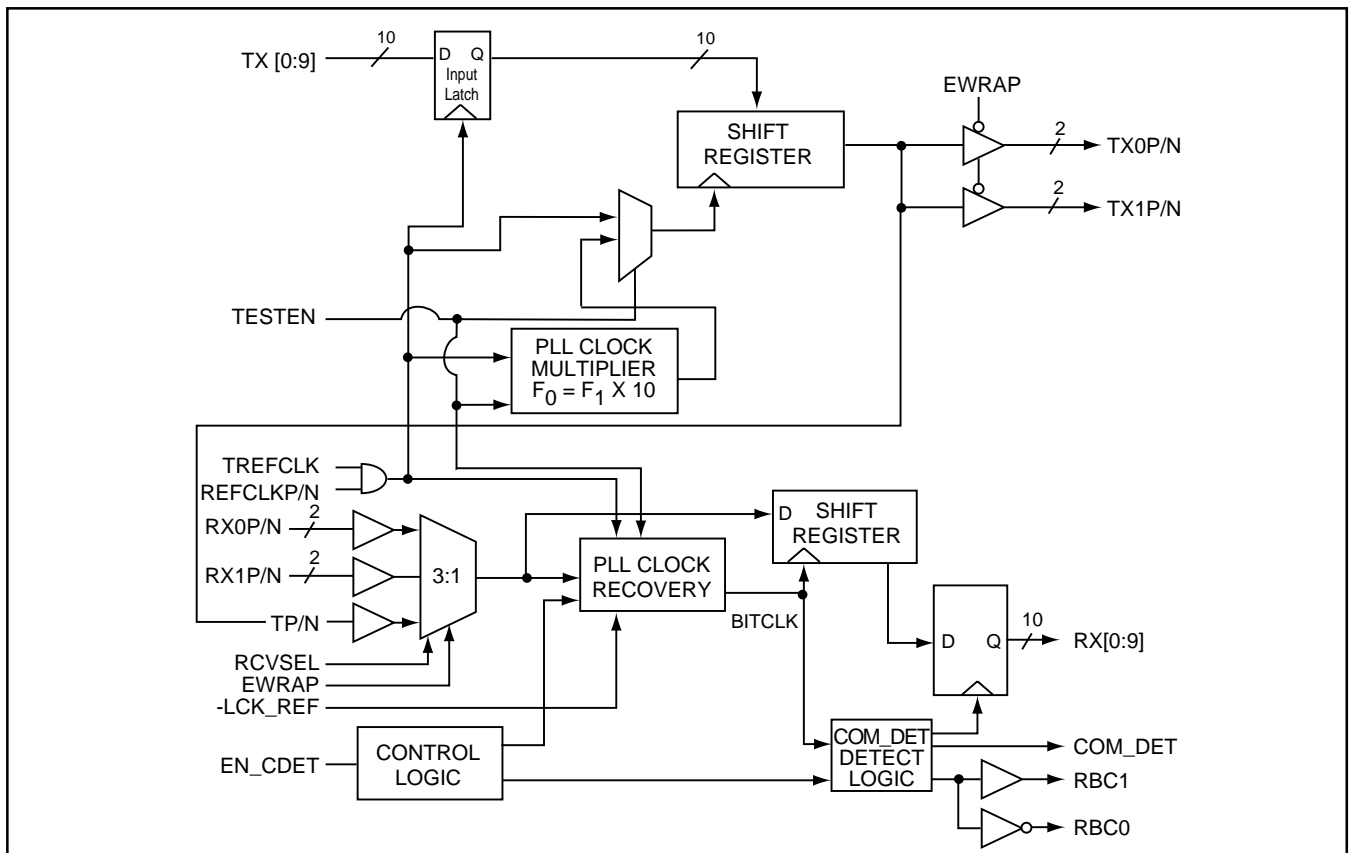 TX [0:9]
10
D Q
Input
Latch
10
SHIFT
REGISTER
EWRAP
2
TX0P/N
2
TX1P/N
TESTEN
PLL CLOCK
MULTIPLIER
F0 = F1 X 10
TREFCLK
REFCLKP/N
RX0P/N
2
RX1P/N
2
TP/N
3:1
RCVSEL
EWRAP
-LCK_REF
PLL CLOCK
RECOVERY
BITCLK
D SHIFT
REGISTER
D Q
10
RX[0:9]
EN_CDET
CONTROL
LOGIC
COM_DET
DETECT
LOGIC
COM_DET
RBC1
RBC0